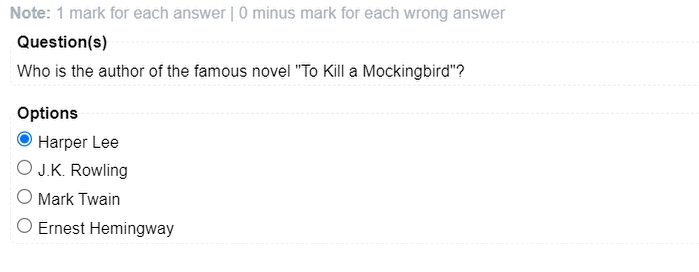 Note: 1 mark for each answer | 0 minus mark for each wrong answer
Question(s)
Who is the author of the famous novel "To Kill a Mockingbird"?
Options
Harper Lee
J.K. Rowling
Mark Twain
Ernest Hemingway